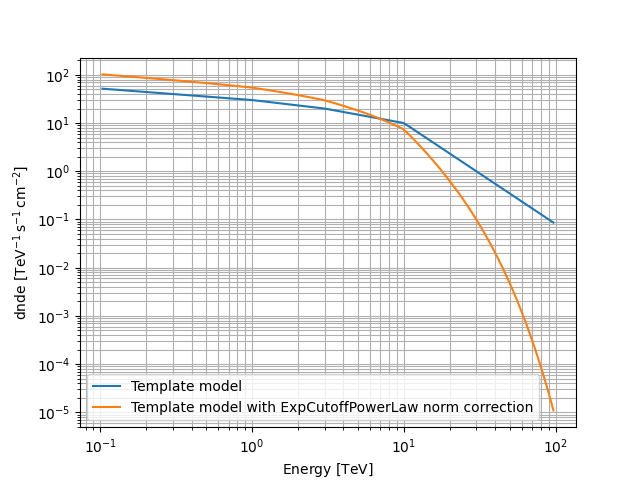 10²
10¹
10⁰
10⁻¹
10⁻²
10⁻³
10⁻⁴
10⁻⁵
dnde [TeV⁻¹ s⁻¹ cm⁻²]
Template model
Template model with ExpCutoffPowerLaw norm correction
10⁻¹ 10⁰ 10¹ 10²
Energy [TeV]